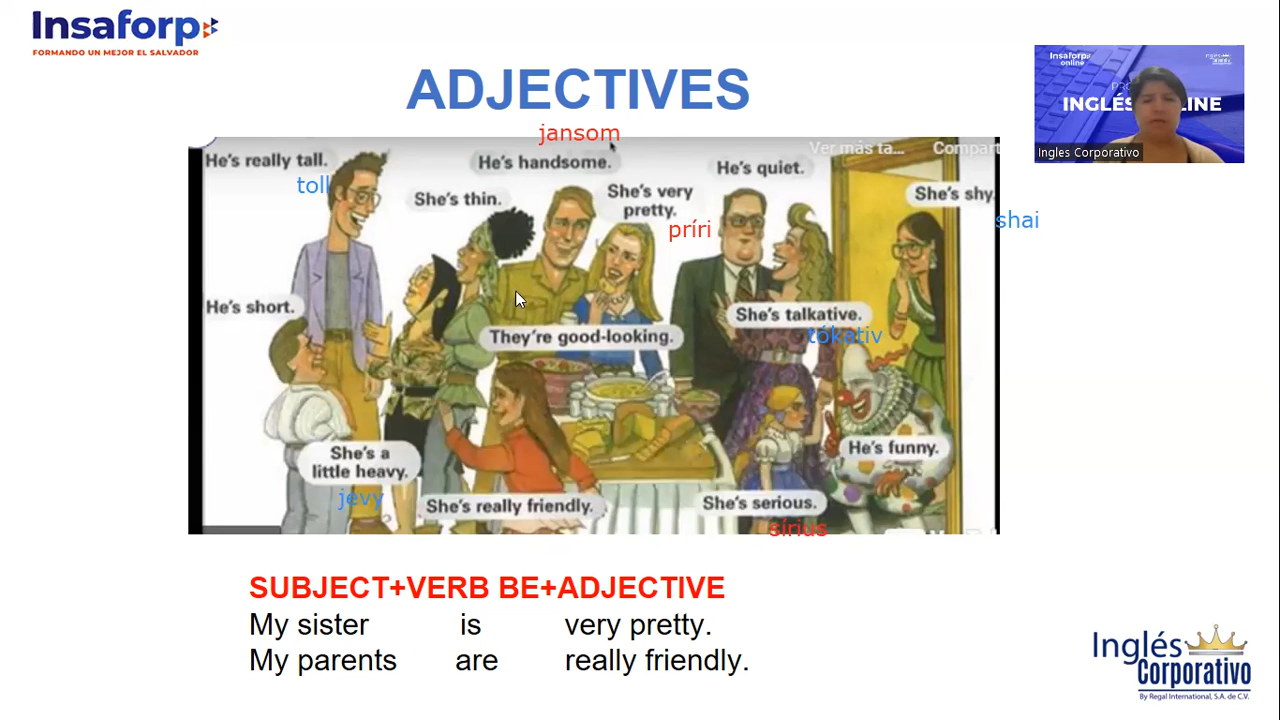 Insaforp
FORMANDO UN MEJOR EL SALVADOR
ADJECTIVES
Insaforp
online
INGLÉS
LINE
Ingles Corporativo
jansom
Ver más ta...
Compart
He's really tall.
toll
He's handsome.
She's thin.
She's very
pretty.
príri
He's quiet.
She's shy.
shai
He's short.
They're good-looking.
She's talkative.
tókativ
She's a
little heavy.
jevy
She's really friendly.
She's serious.
sírius
He's funny.
SUBJECT+VERB BE+ADJECTIVE
My sister is very pretty.
My parents are really friendly.
Inglés
Corporativo
By Regal International, S.A. de C.V.